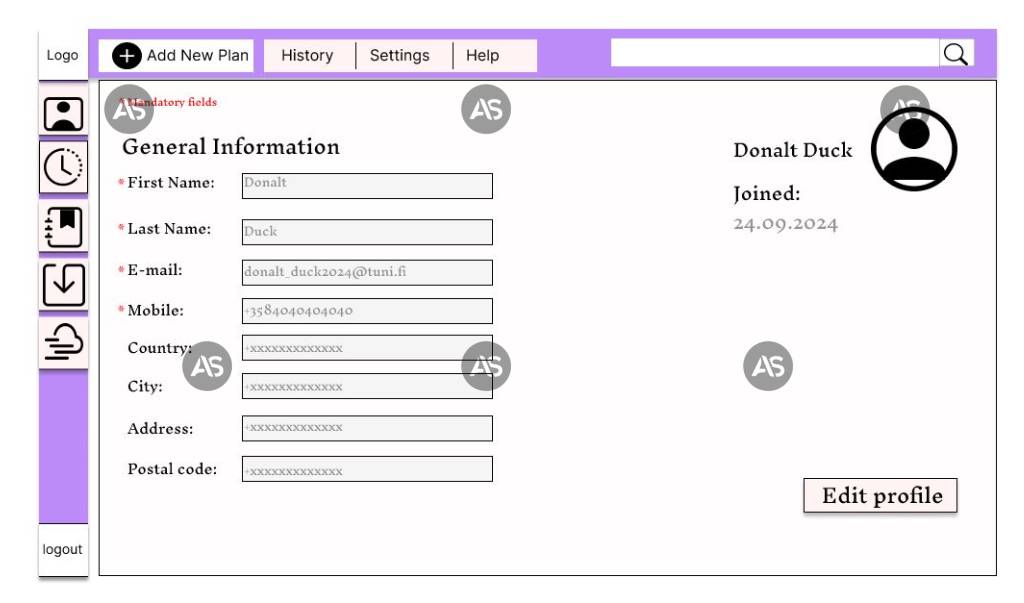 Logo
Add New Plan
History
Settings
Help
* Mandatory fields
General Information
* First Name: Donalt
* Last Name: Duck
* E-mail: donalt_duck2024@tuni.fi
* Mobile: +3584040404040
Country: +xxxxxxxxxxxxx
City: +xxxxxxxxxxxxx
Address: +xxxxxxxxxxxxx
Postal code: +xxxxxxxxxxxxx
Donalt Duck
Joined:
24.09.2024
Edit profile
logout
AS
AS
AS
AS
AS
AS